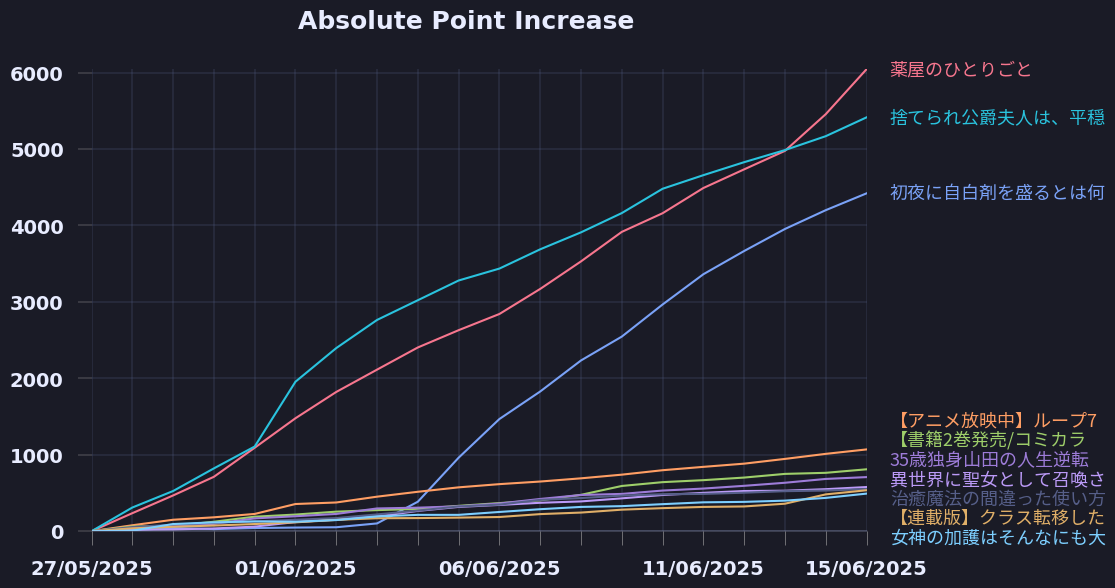 Absolute Point Increase
6000
5000
4000
3000
2000
1000
0
27/05/2025
01/06/2025
06/06/2025
11/06/2025
15/06/2025
薬屋のひとりごと
捨てられ公爵夫人は、平穏
初夜に自白剤を盛るとは何
【アニメ放映中】ループ7
【書籍2巻発売/コミカラ
35歳独身山田の人生逆転
異世界に聖女として召喚さ
治癒魔法の間違った使い方
【連載版】クラス転移した
女神の加護はそんなにも大